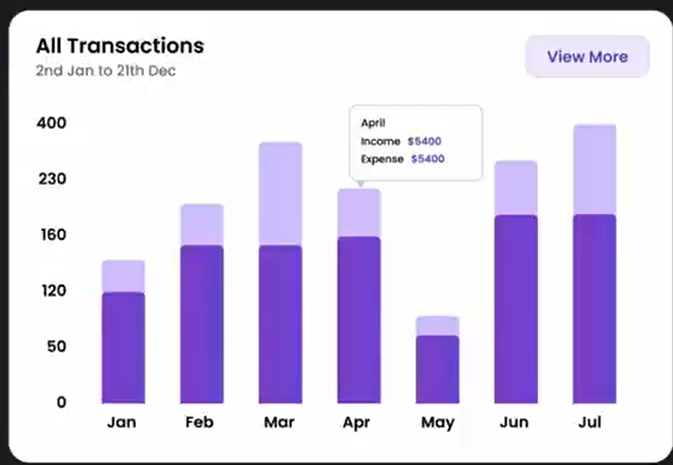 All Transactions
2nd Jan to 21th Dec
View More
400
230
160
120
50
0
April
Income $5400
Expense $5400
Jan Feb Mar Apr May Jun Jul